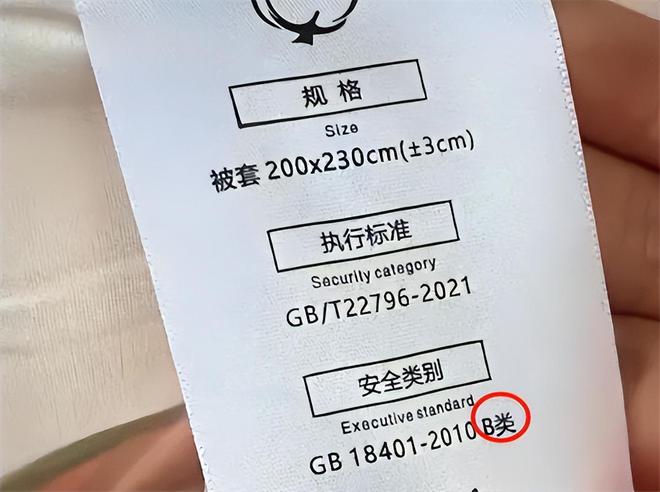 规格
Size
被套 200x230cm(±3cm)
执行标准
Security category
GB/T22796-2021
安全类别
Executive standard
GB 18401-2010 B类